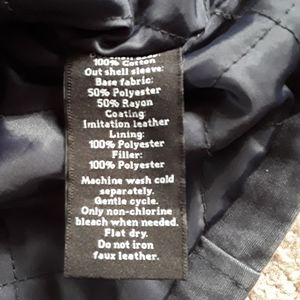 100% Cotton
Out shell sleeve:
Base fabric:
50% Polyester
50% Rayon
Coating:
Imitation leather
Lining:
100% Polyester
Filler:
100% Polyester
Machine wash cold
separately.
Gentle cycle.
Only non-chlorine
bleach when needed.
Flat dry.
Do not iron
faux leather.